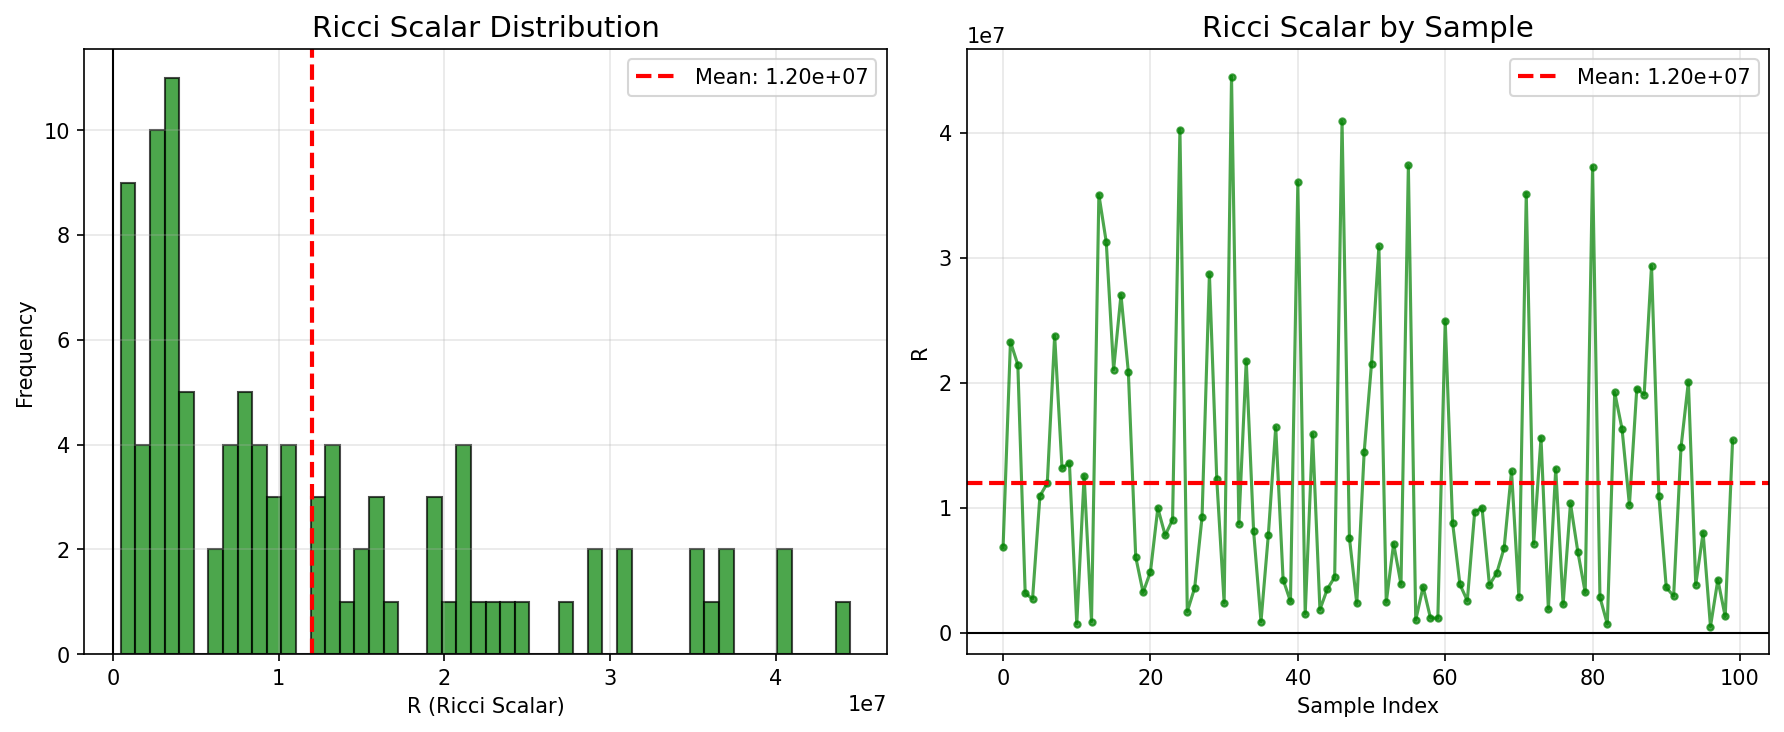 Ricci Scalar Distribution
Mean: 1.20e+07
Frequency
10
8
6
4
2
0
0 1 2 3 4
1e7
R (Ricci Scalar)
Ricci Scalar by Sample
1e7
Mean: 1.20e+07
R
4
3
2
1
0
0 20 40 60 80 100
Sample Index